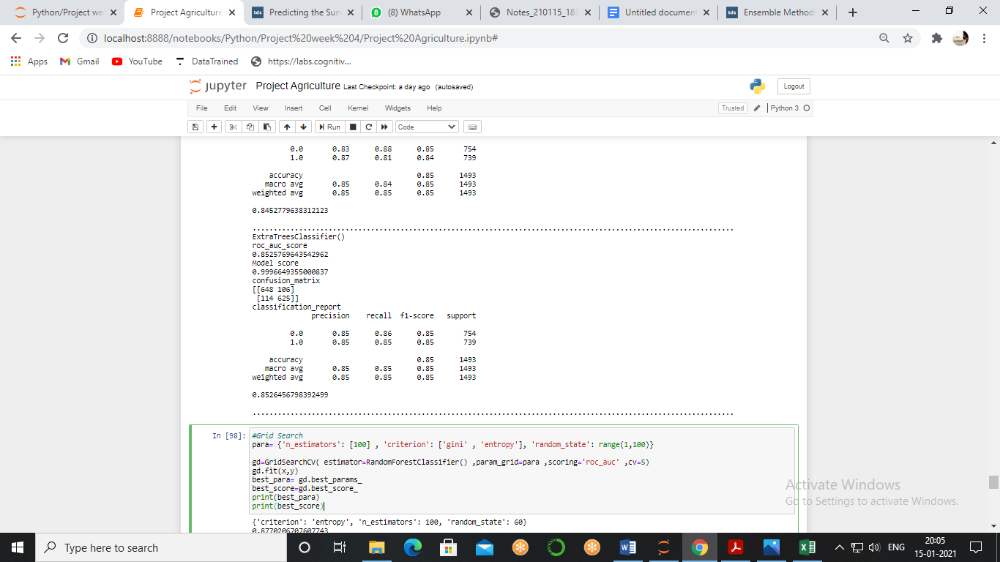 Python/Project we
Project Agriculture
Predicting the Sur
(8) WhatsApp
Notes_210115_183
Untitled documen
Ensemble Method
localhost:8888/notebooks/Python/Project%20week%204/Project%20Agriculture.ipynb#
Apps Gmail YouTube DataTrained https://labs.cognitiv...
jupyter Project Agriculture Last Checkpoint: a day ago (autosaved) Logout
File Edit View Insert Cell Kernel Widgets Help Trusted Python 3
Run Code
0.0 0.83 0.88 0.85 754
1.0 0.87 0.81 0.84 739
accuracy 0.85 1493
macro avg 0.85 0.84 0.85 1493
weighted avg 0.85 0.85 0.85 1493
0.8452779638312123
..................................................................................................................
ExtraTreesClassifier()
roc_auc_score
0.8525769643542962
Model score
0.9996649355000837
confusion_matrix
[[648 106]
[114 625]]
classification_report
precision recall f1-score support
0.0 0.85 0.86 0.85 754
1.0 0.85 0.85 0.85 739
accuracy 0.85 1493
macro avg 0.85 0.85 0.85 1493
weighted avg 0.85 0.85 0.85 1493
0.8526456798392499
..................................................................................................................
In [98]: #Grid Search
para= {'n_estimators': [100] , 'criterion': ['gini' , 'entropy'], 'random_state': range(1,100)}
gd=GridSearchCV( estimator=RandomForestClassifier() ,param_grid=para ,scoring='roc_auc' ,cv=5)
gd.fit(x,y)
best_para= gd.best_params_
best_score=gd.best_score_
print(best_para)
print(best_score)
{'criterion': 'entropy', 'n_estimators': 100, 'random_state': 60}
0.8770206707607743
Activate Windows
Go to Settings to activate Windows.
Type here to search
ENG
20:05
15-01-2021